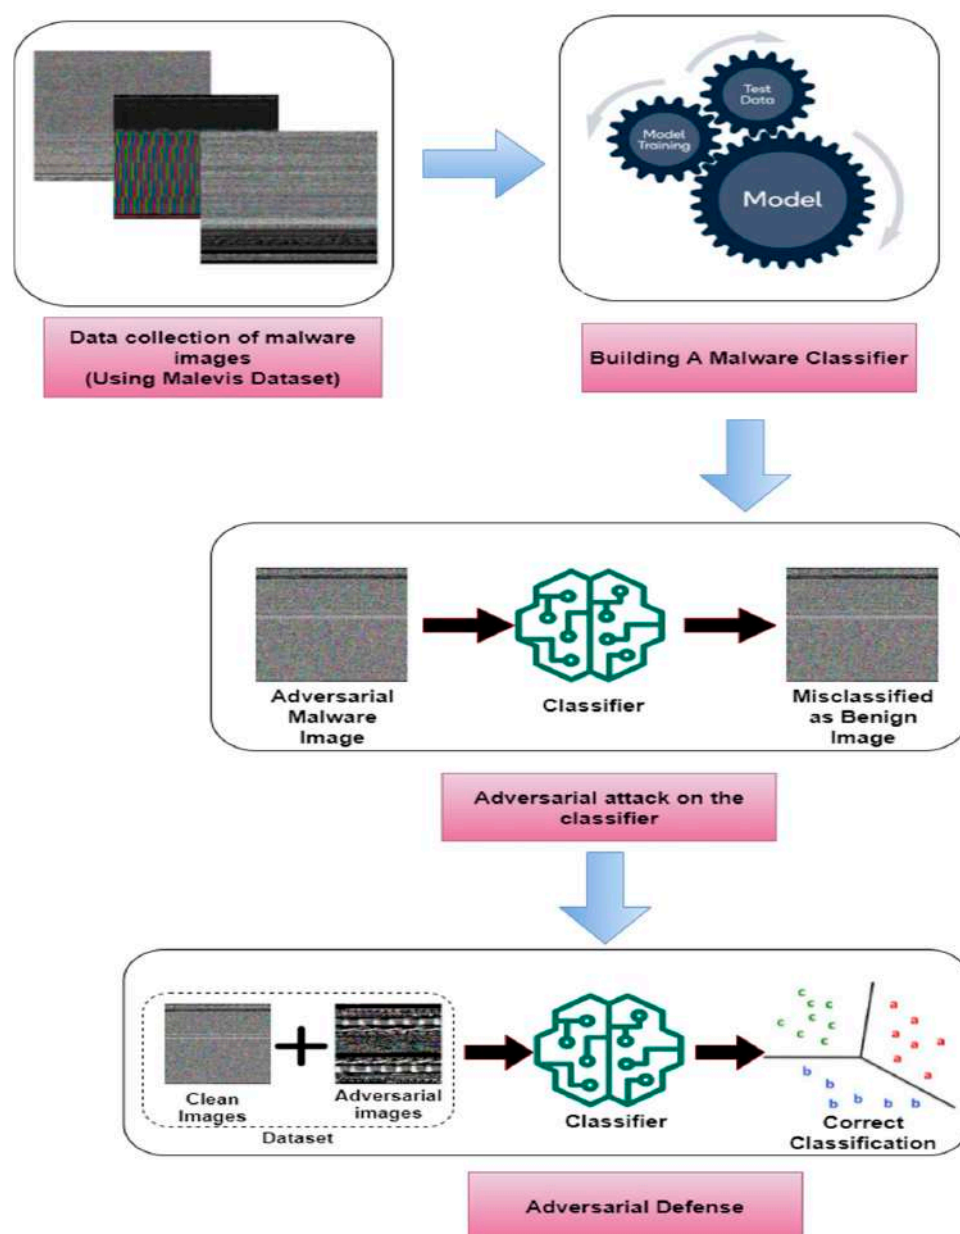 Test
Data
Model
Training
Model
Data collection of malware
images
(Using Malevis Dataset)
Building A Malware Classifier
Adversarial
Malware
Image
Classifier
Misclassified
as Benign
Image
Adversarial attack on the
classifier
Clean
Images
Adversarial
images
Dataset
Classifier
c
c
c
c
c
c
c
c
a
a
a
a
a
a
a
b
b
b
b
b
b
Correct
Classification
Adversarial Defense